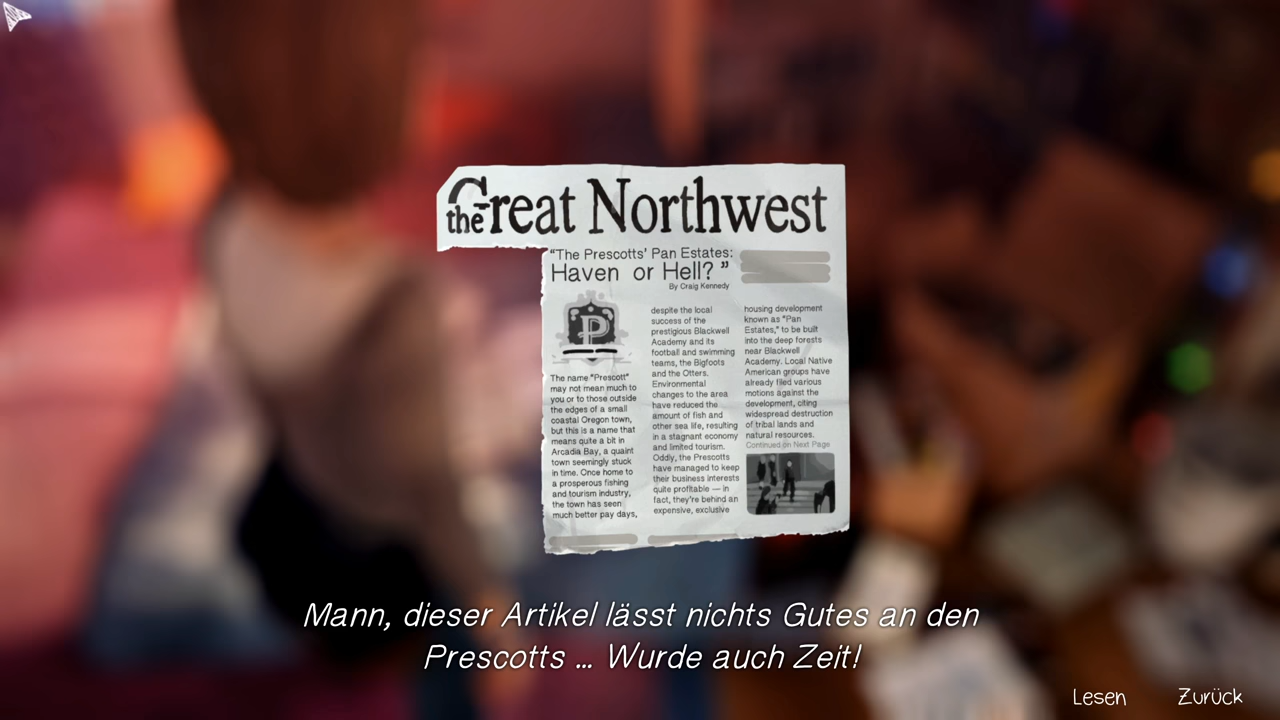 the Great Northwest
"The Prescotts' Pan Estates:
Haven or Hell?"
By Craig Kennedy
P
The name "Prescott"
may not mean much to
you or to those outside
the edges of a small
coastal Oregon town,
but this is a name that
means quite a bit in
Arcadia Bay, a quaint
town seemingly stuck
in time. Once home to
a prosperous fishing
and tourism industry,
the town has seen
much better pay days,
despite the local
success of the
prestigious Blackwell
Academy and its
football and swimming
teams, the Bigfoots
and the Otters.
Environmental
changes to the area
have reduced the
amount of fish and
other sea life, resulting
in a stagnant economy
and limited tourism.
Oddly, the Prescotts
have managed to keep
their business interests
quite profitable — in
fact, they're behind an
expensive, exclusive
housing development
known as "Pan
Estates," to be built
into the deep forests
near Blackwell
Academy. Local Native
American groups have
already filed various
motions against the
development, citing
widespread destruction
of tribal lands and
natural resources.
Continued on Next Page
Mann, dieser Artikel lässt nichts Gutes an den
Prescotts ... Wurde auch Zeit!
Lesen Zurück